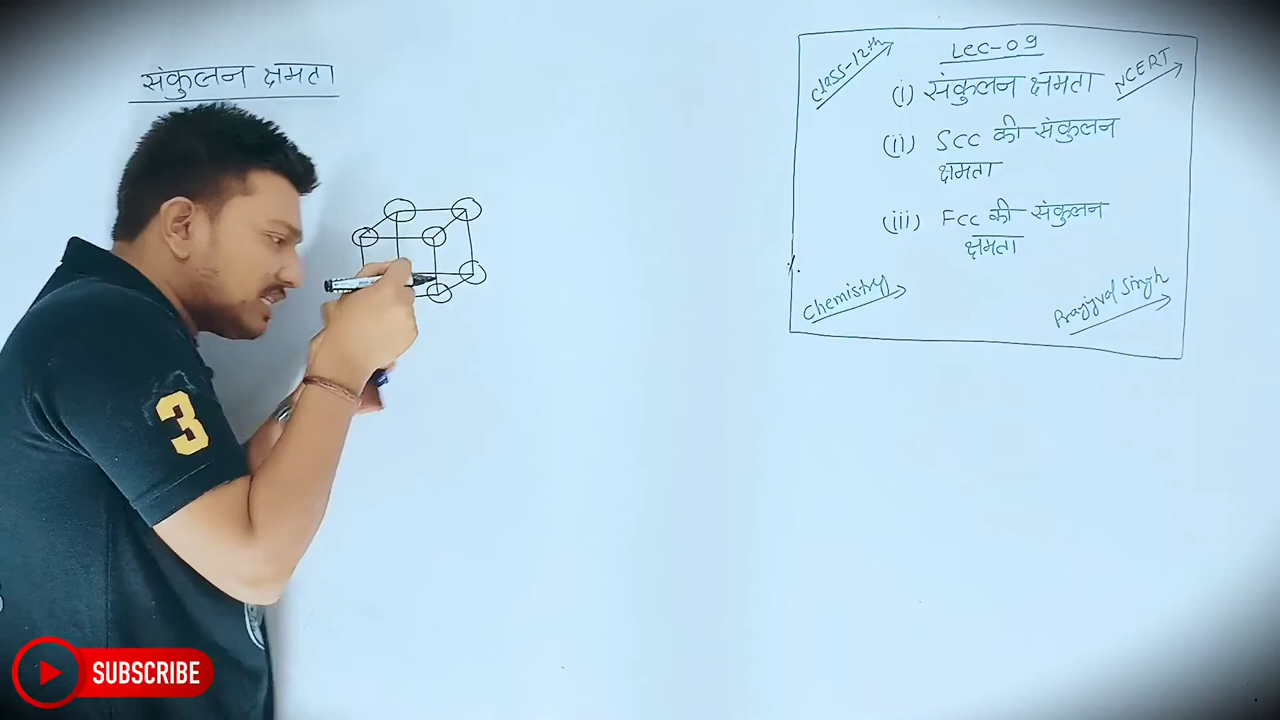 संकुलन क्षमता
Class-12th
Lec-09
NCERT
(i) संकुलन क्षमता
(ii) Scc की संकुलन
क्षमता
(iii) Fcc की संकुलन
क्षमता
Chemistry
Singh
3
SUBSCRIBE